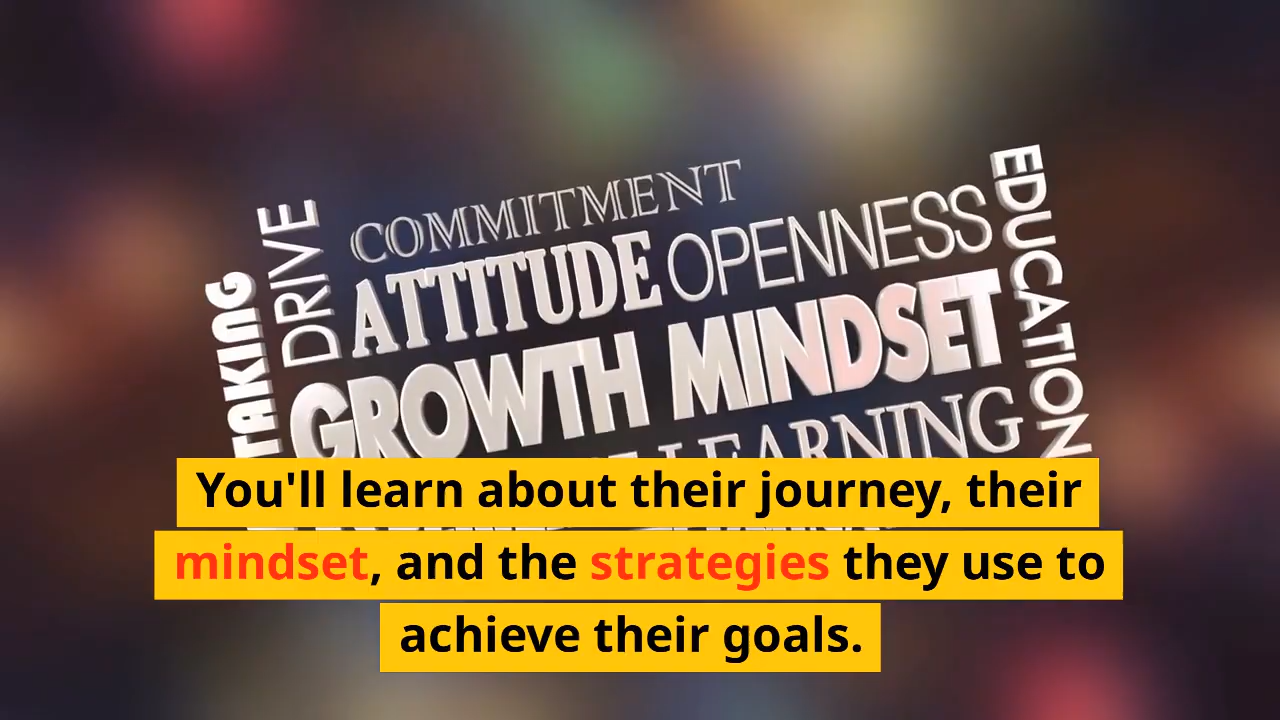 COMMITMENT
DRIVE
ATTITUDE OPENNESS
EDUCATION
TAKING
GROWTH MINDSET
LEARNING
You'll learn about their journey, their
mindset, and the strategies they use to
achieve their goals.